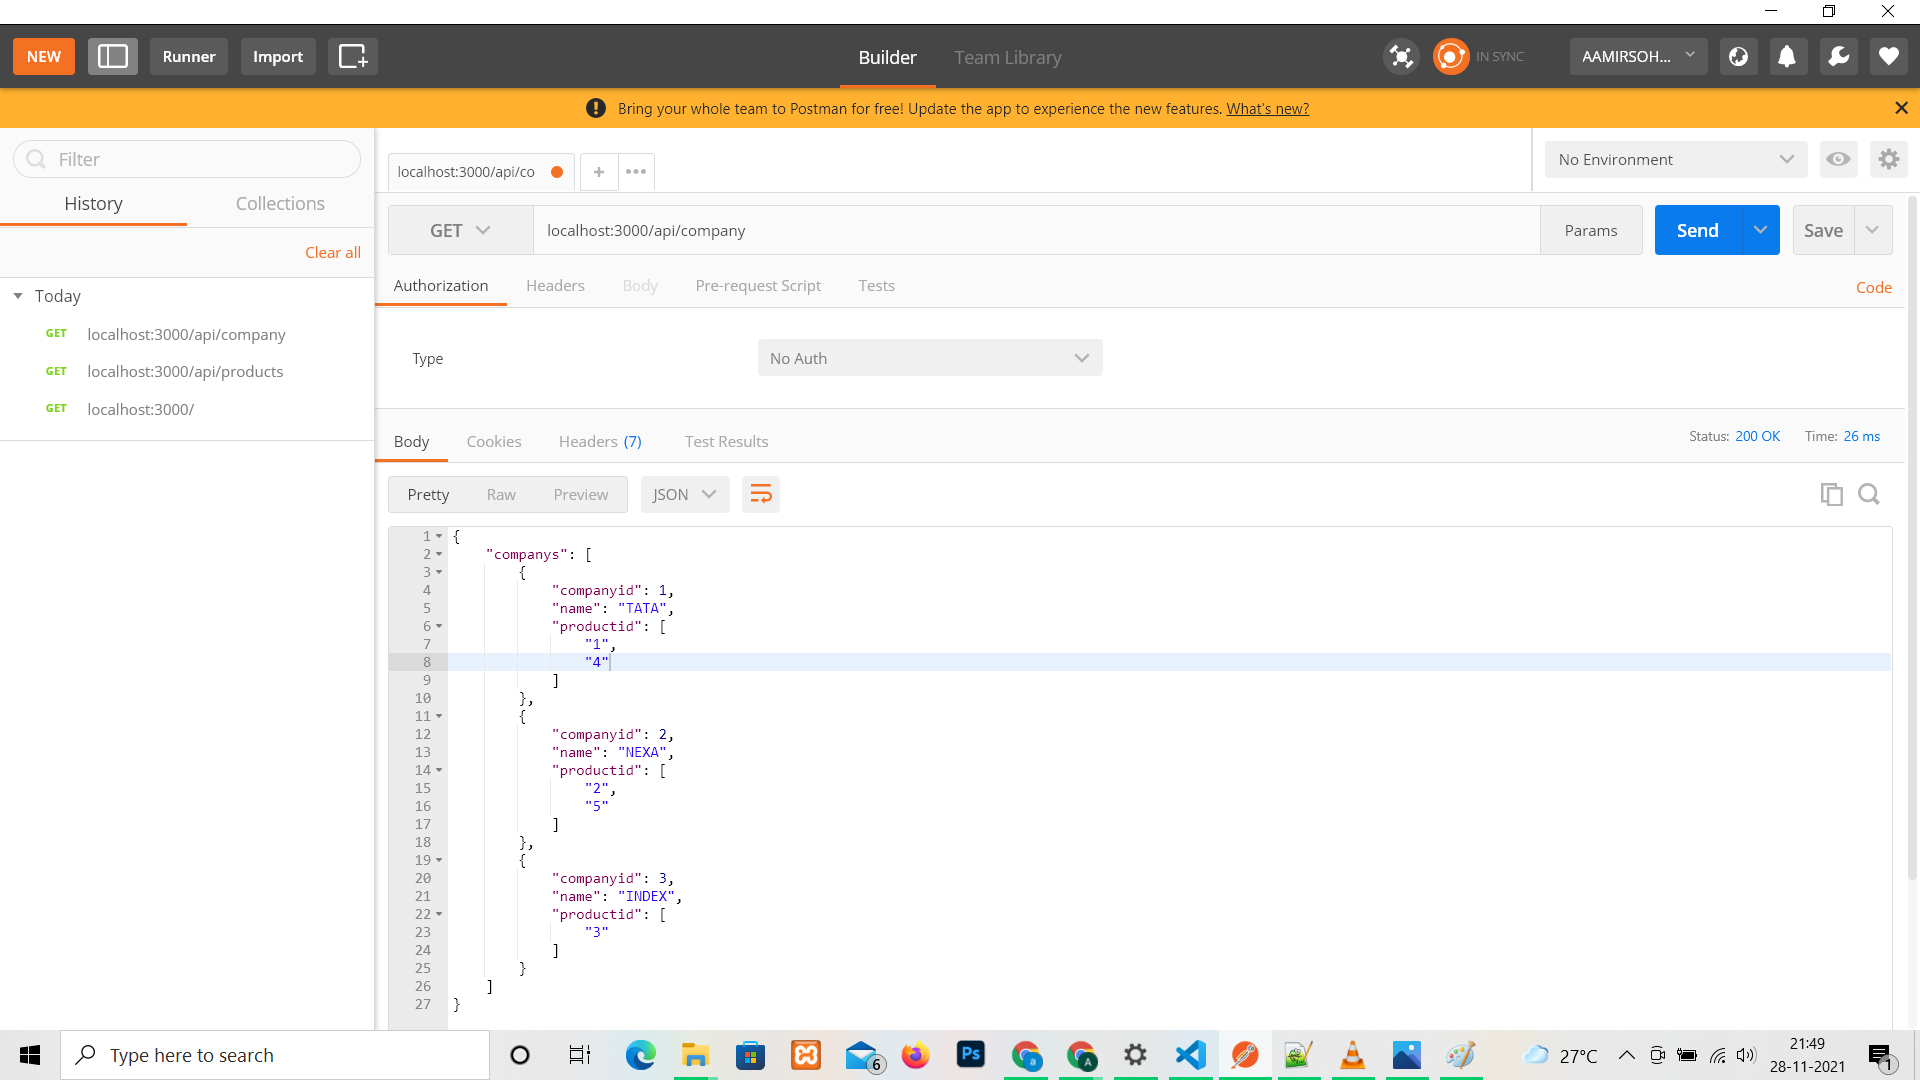 NEW Runner Import Builder Team Library IN SYNC AAMIRSOH...
Bring your whole team to Postman for free! Update the app to experience the new features. What's new?
Filter
History Collections
Clear all
Today
GET localhost:3000/api/company
GET localhost:3000/api/products
GET localhost:3000/
localhost:3000/api/co + ••• No Environment
GET localhost:3000/api/company Params Send Save
Authorization Headers Body Pre-request Script Tests Code
Type No Auth
Body Cookies Headers (7) Test Results Status: 200 OK Time: 26 ms
Pretty Raw Preview JSON
1 {
2 "companys": [
3 {
4 "companyid": 1,
5 "name": "TATA",
6 "productid": [
7 "1",
8 "4"
9 ]
10 },
11 {
12 "companyid": 2,
13 "name": "NEXA",
14 "productid": [
15 "2",
16 "5"
17 ]
18 },
19 {
20 "companyid": 3,
21 "name": "INDEX",
22 "productid": [
23 "3"
24 ]
25 }
26 ]
27 }
Type here to search 6 Ps a A 27°C 21:49
28-11-2021 1